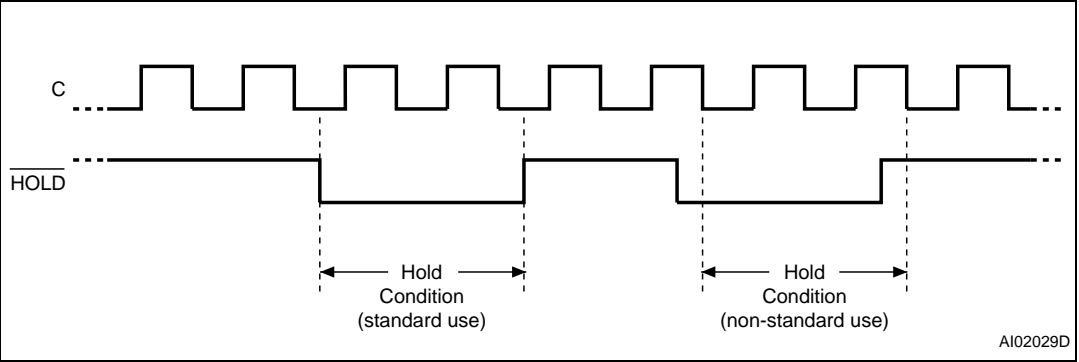 C
HOLD
Hold
Condition
(standard use)
Hold
Condition
(non-standard use)
AI02029D